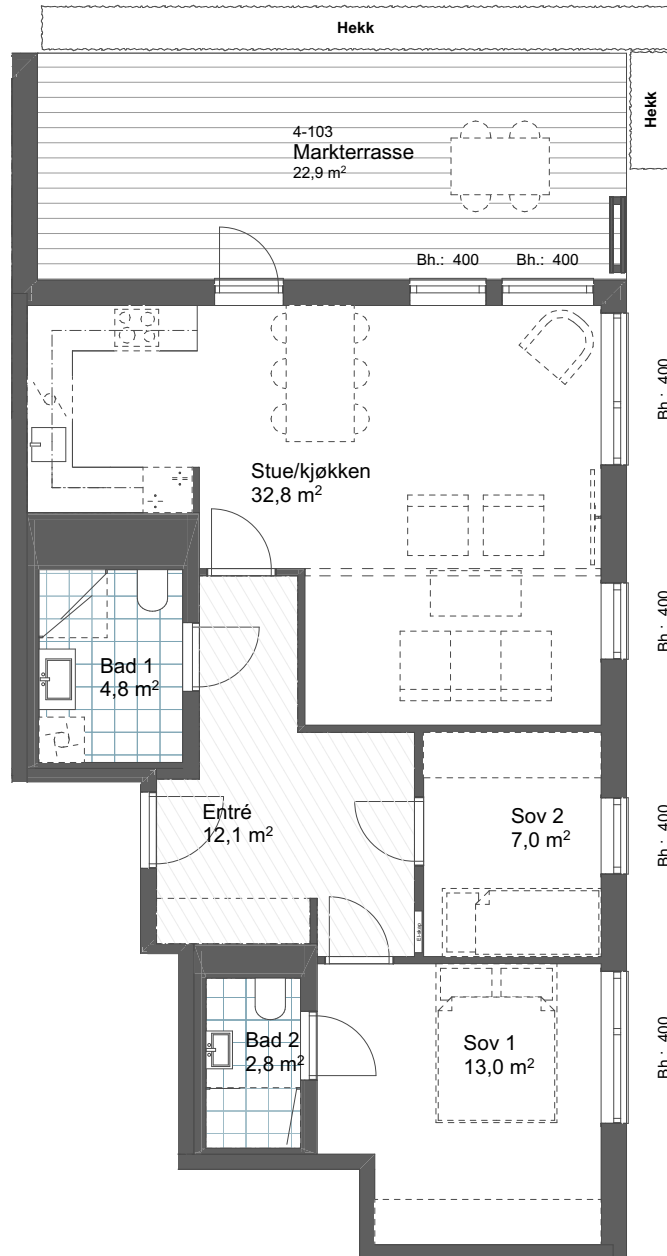 Hekk
Hekk
4-103
Markterrasse
22,9 m²
Bh.: 400
Bh.: 400
Bh.: 400
Stue/kjøkken
32,8 m²
Bh.: 400
Bad 1
4,8 m²
Entré
12,1 m²
Sov 2
7,0 m²
Bh.: 400
Bad 2
2,8 m²
Sov 1
13,0 m²
Bh.: 400